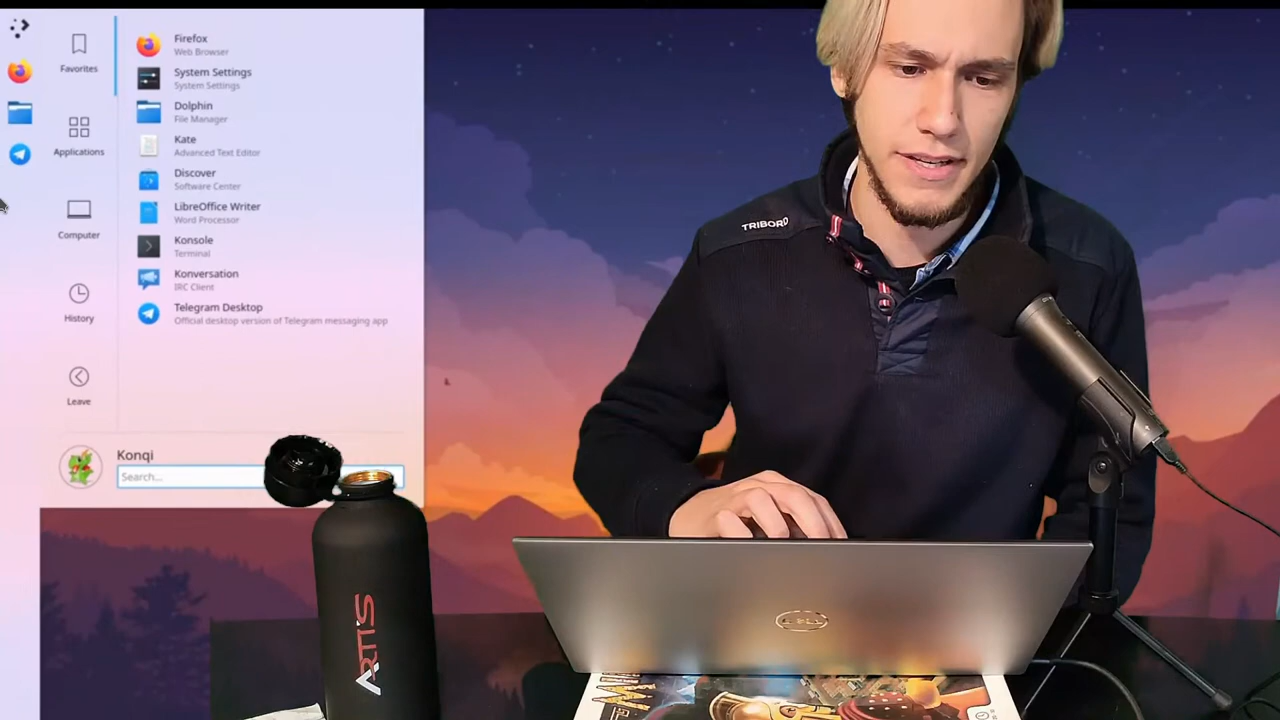 Favorites
Applications
Computer
History
Leave
Firefox
Web Browser
System Settings
System Settings
Dolphin
File Manager
Kate
Advanced Text Editor
Discover
Software Center
LibreOffice Writer
Word Processor
Konsole
Terminal
Konversation
IRC Client
Telegram Desktop
Official desktop version of Telegram messaging app
Konqi
Search...
TRIBORD
ARTIS
DELL